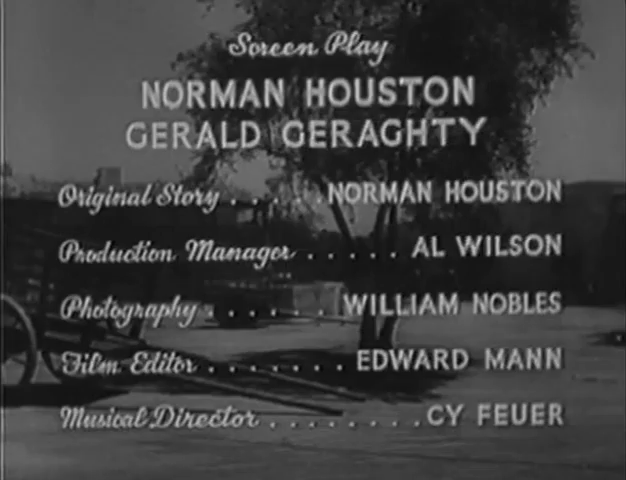 Screen Play
NORMAN HOUSTON
GERALD GERAGHTY
Original Story . . . . . NORMAN HOUSTON
Production Manager . . . . . AL WILSON
Photography . . . . . . WILLIAM NOBLES
Film Editor . . . . . . . EDWARD MANN
Musical Director . . . . . . . . CY FEUER